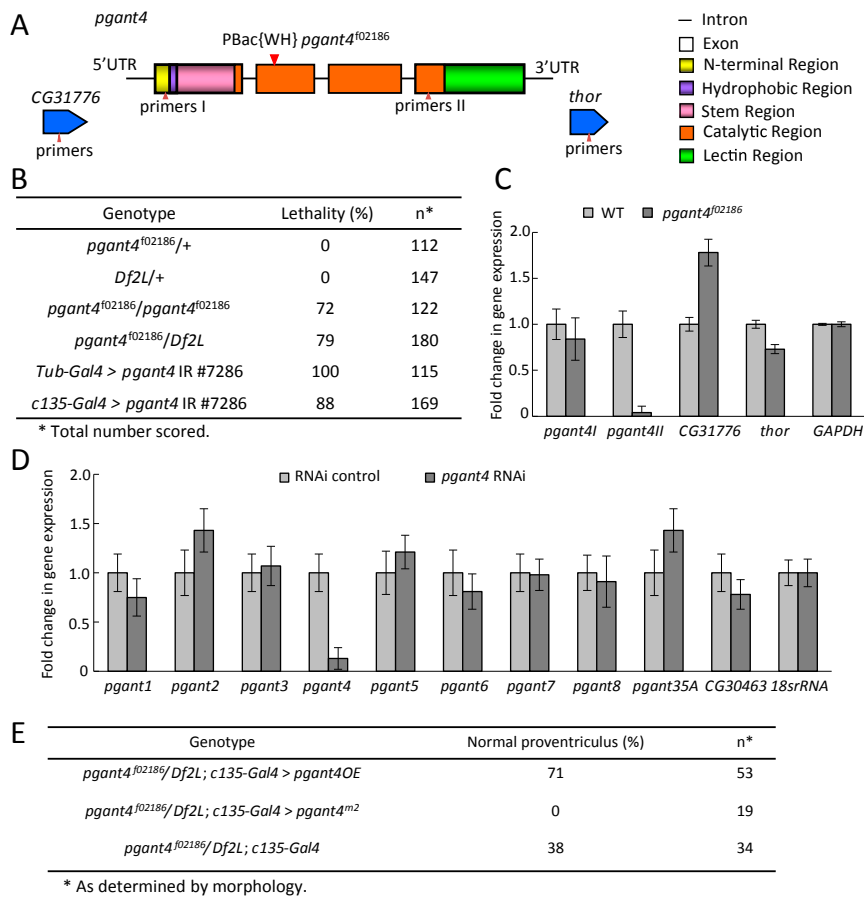 A
pgant4
PBac{WH} pgant4f02186
5'UTR
3'UTR
primers I
primers II
CG31776
primers
thor
primers
Intron
Exon
N-terminal Region
Hydrophobic Region
Stem Region
Catalytic Region
Lectin Region
B
Genotype Lethality (%) n*
pgant4f02186/+ 0 112
Df2L/+ 0 147
pgant4f02186/pgant4f02186 72 122
pgant4f02186/Df2L 79 180
Tub-Gal4 > pgant4 IR #7286 100 115
c135-Gal4 > pgant4 IR #7286 88 169
* Total number scored.
C
WT pgant4f02186
Fold change in gene expression
2.0
1.5
1.0
0.5
0
pgant4I pgant4II CG31776 thor GAPDH
D
RNAi control pgant4 RNAi
Fold change in gene expression
2.0
1.5
1.0
0.5
0
pgant1 pgant2 pgant3 pgant4 pgant5 pgant6 pgant7 pgant8 pgant35A CG30463 18srRNA
E
Genotype Normal proventriculus (%) n*
pgant4f02186/Df2L; c135-Gal4 > pgant4OE 71 53
pgant4f02186/Df2L; c135-Gal4 > pgant4m2 0 19
pgant4f02186/Df2L; c135-Gal4 38 34
* As determined by morphology.